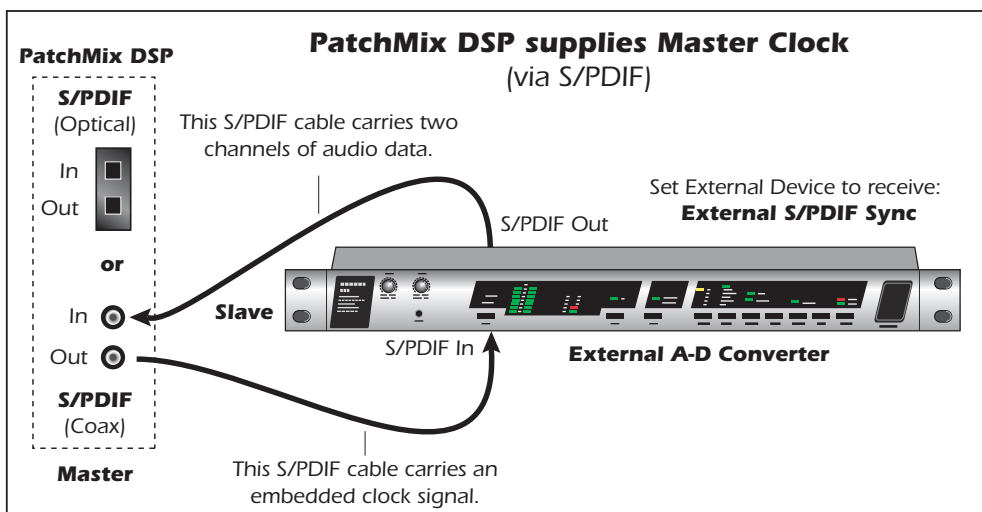 PatchMix DSP supplies Master Clock
(via S/PDIF)
PatchMix DSP
S/PDIF
(Optical)
In
Out
or
In
Out
S/PDIF
(Coax)
Master
This S/PDIF cable carries two
channels of audio data.
S/PDIF Out
Set External Device to receive:
External S/PDIF Sync
Slave
S/PDIF In
External A-D Converter
This S/PDIF cable carries an
embedded clock signal.